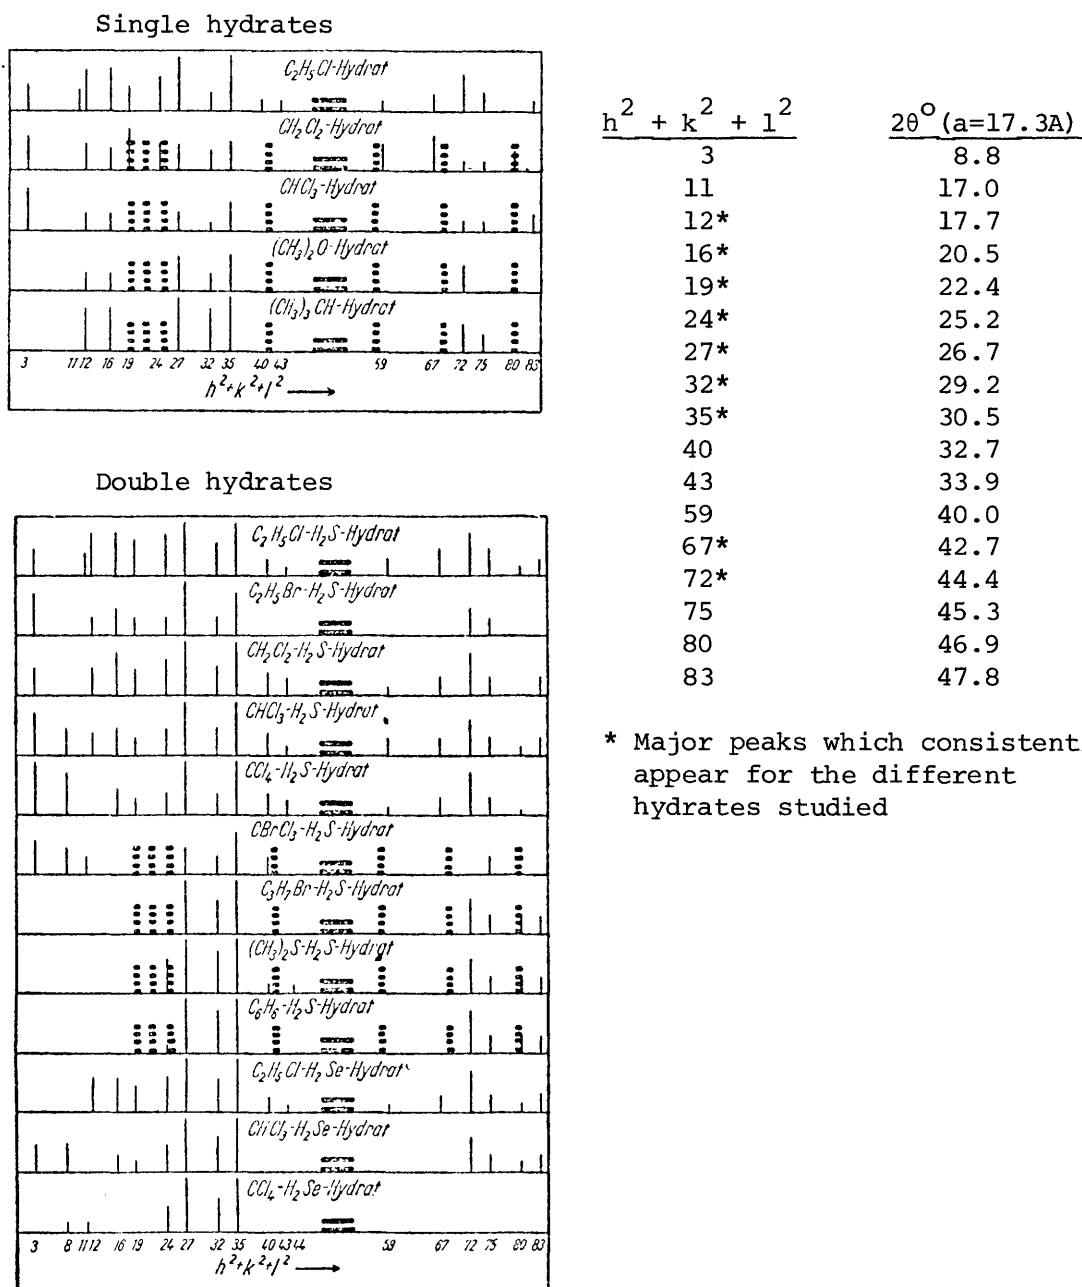 Single hydrates
C2H5Cl-Hydrat
CH2Cl2-Hydrat
CHCl3-Hydrat
(CH3)2O-Hydrat
(CH3)3CH-Hydrat
3 11 12 16 19 24 27 32 35 40 43 59 67 72 75 80 83
h²+k²+l² →
Double hydrates
C2H5Cl-H2S-Hydrat
C2H5Br-H2S-Hydrat
CH2Cl2-H2S-Hydrat
CHCl3-H2S-Hydrat
CCl4-H2S-Hydrat
CBrCl3-H2S-Hydrat
C3H7Br-H2S-Hydrat
(CH3)2S-H2S-Hydrat
C6H6-H2S-Hydrat
C2H5Cl-H2Se-Hydrat
CHCl3-H2Se-Hydrat
CCl4-H2Se-Hydrat
3 8 11 12 16 19 24 27 32 35 40 43 44 59 67 72 75 80 83
h²+k²+l² →
h² + k² + l² 2θ° (a=17.3A)
3 8.8
11 17.0
12* 17.7
16* 20.5
19* 22.4
24* 25.2
27* 26.7
32* 29.2
35* 30.5
40 32.7
43 33.9
59 40.0
67* 42.7
72* 44.4
75 45.3
80 46.9
83 47.8
* Major peaks which consistent
appear for the different
hydrates studied